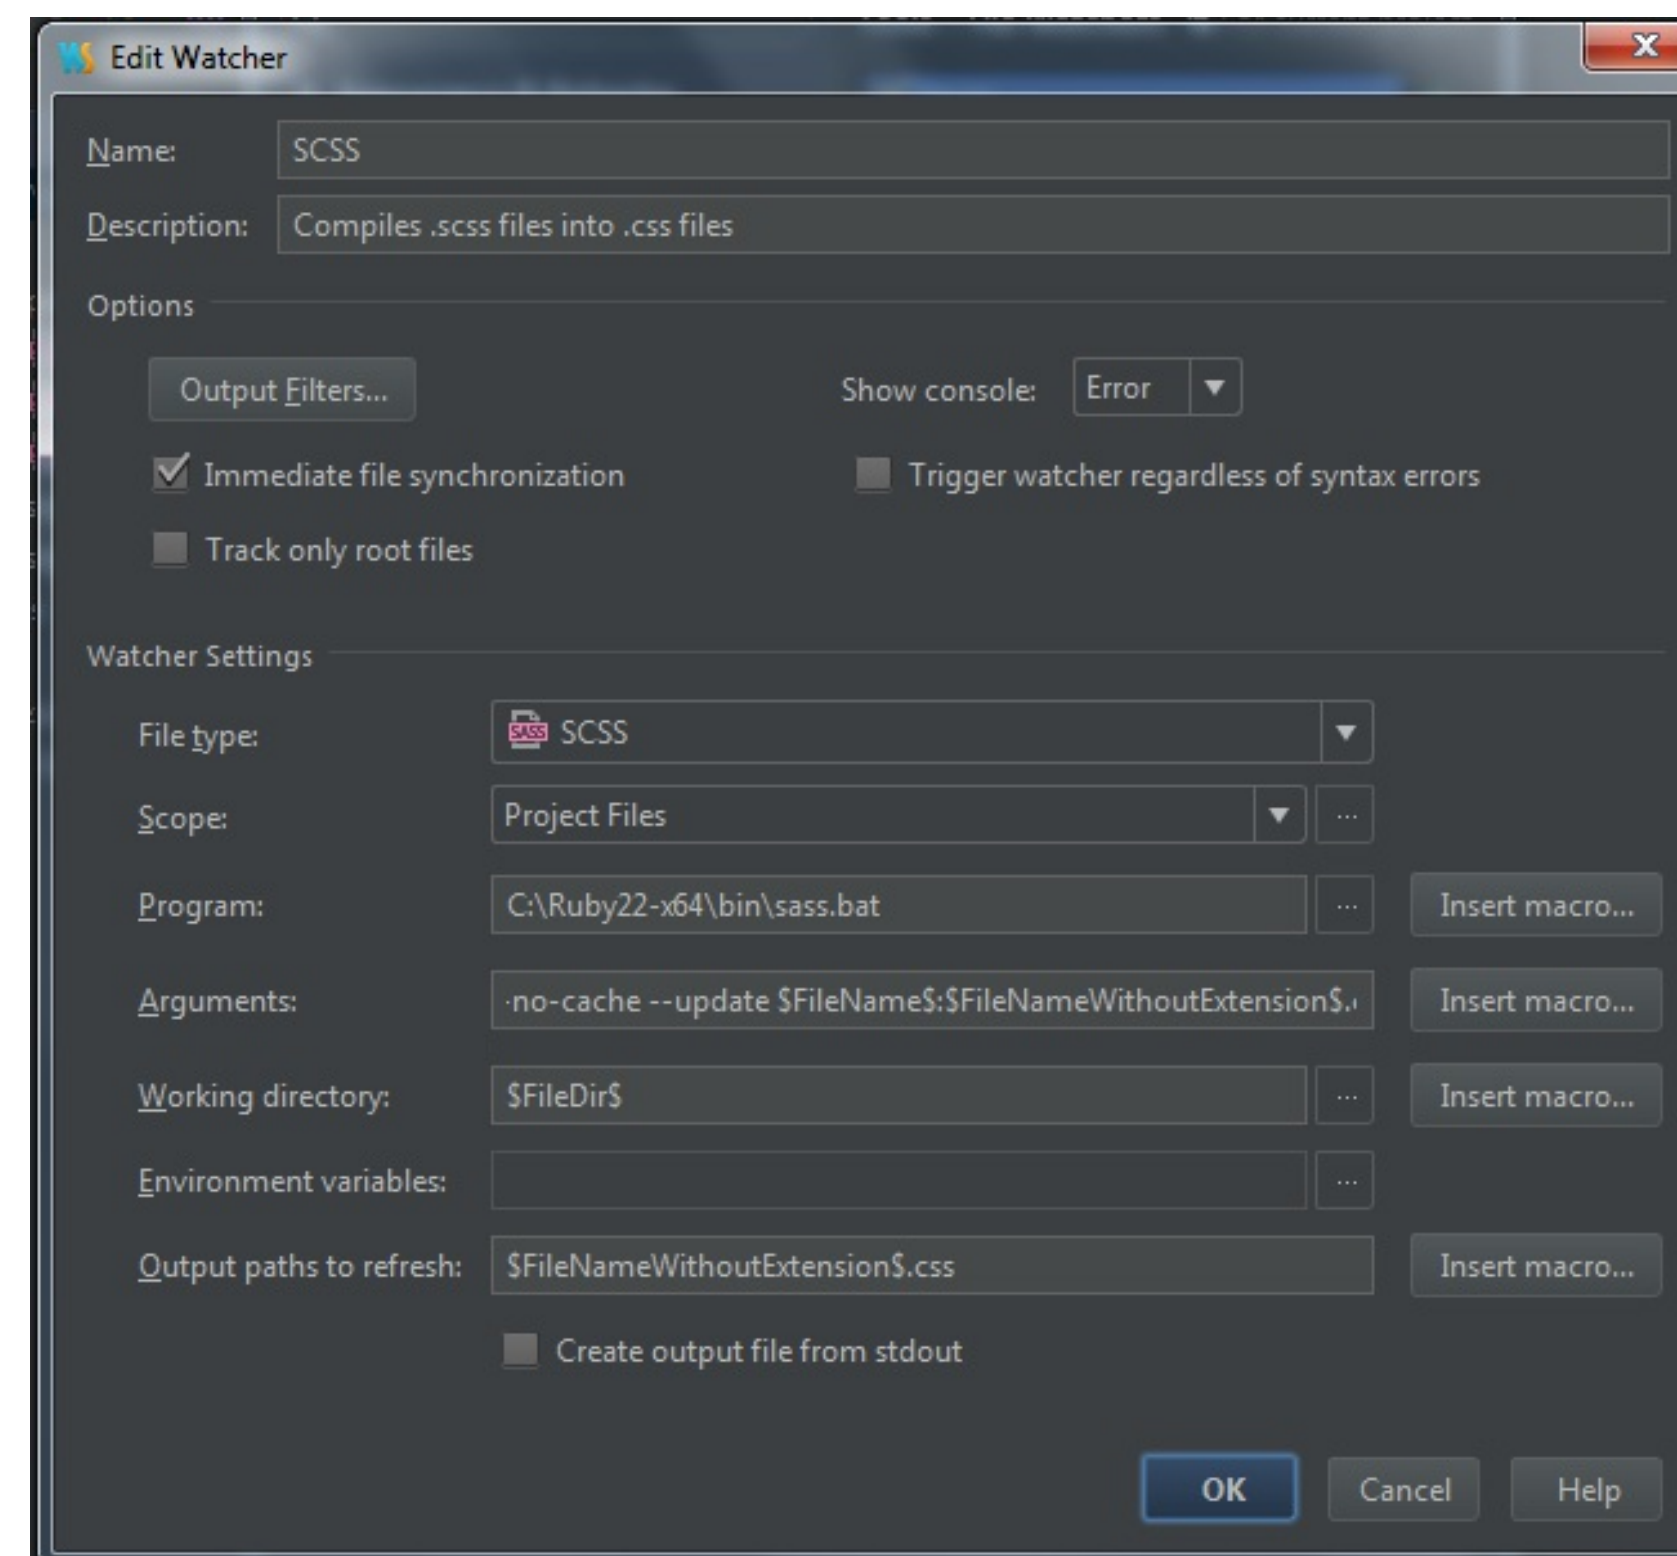 Edit Watcher
Name: SCSS
Description: Compiles .scss files into .css files
Options
Output Filters... Show console: Error
Immediate file synchronization Trigger watcher regardless of syntax errors
Track only root files
Watcher Settings
File type: SASS SCSS
Scope: Project Files ...
Program: C:\Ruby22-x64\bin\sass.bat ... Insert macro...
Arguments: -no-cache --update $FileName$:$FileNameWithoutExtension$. Insert macro...
Working directory: $FileDir$ ... Insert macro...
Environment variables: ...
Output paths to refresh: $FileNameWithoutExtension$.css Insert macro...
Create output file from stdout
OK Cancel Help